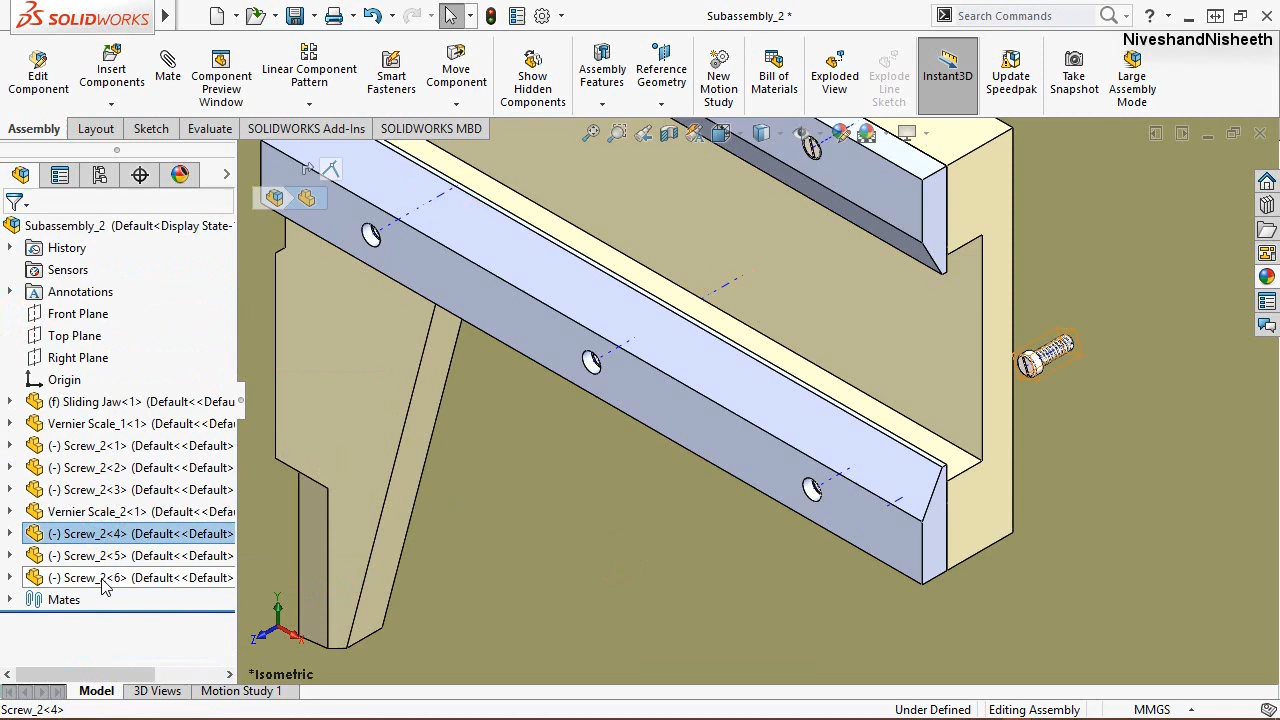 SOLIDWORKS
Subassembly_2 *
Search Commands
NiveshandNisheeth
Edit Component
Insert Components
Mate
Component Preview Window
Linear Component Pattern
Smart Fasteners
Move Component
Show Hidden Components
Assembly Features
Reference Geometry
New Motion Study
Bill of Materials
Exploded View
Explode Line Sketch
Instant3D
Update Speedpak
Take Snapshot
Large Assembly Mode
Assembly
Layout
Sketch
Evaluate
SOLIDWORKS Add-Ins
SOLIDWORKS MBD
Subassembly_2 (Default<Display State-
History
Sensors
Annotations
Front Plane
Top Plane
Right Plane
Origin
(f) Sliding Jaw<1> (Default<<Defau
Vernier Scale_1<1> (Default<<Defau
(-) Screw_2<1> (Default<<Default>
(-) Screw_2<2> (Default<<Default>
(-) Screw_2<3> (Default<<Default>
Vernier Scale_2<1> (Default<<Defau
(-) Screw_2<4> (Default<<Default>
(-) Screw_2<5> (Default<<Default>
(-) Screw_2<6> (Default<<Default>
Mates
Y
Z
X
*Isometric
Model
3D Views
Motion Study 1
Screw_2<4>
Under Defined
Editing Assembly
MMGS